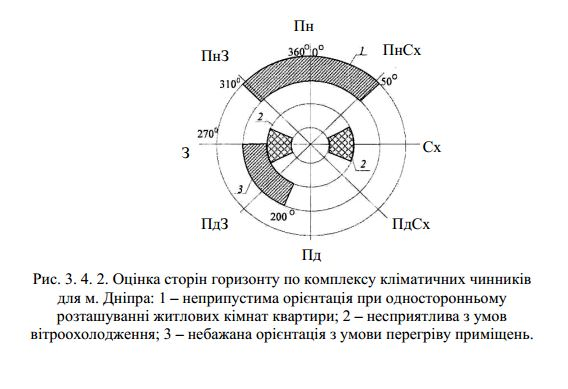 Пн
ПнЗ
360° 0°
1
ПнСх
310°
50°
2
270°
З
Сх
2
3
200°
ПдЗ
ПдСх
Пд
Рис. 3. 4. 2. Оцінка сторін горизонту по комплексу кліматичних чинників
для м. Дніпра: 1 – неприпустима орієнтація при односторонньому
розташуванні житлових кімнат квартири; 2 – несприятлива з умов
вітроохолодження; 3 – небажана орієнтація з умови перегріву приміщень.